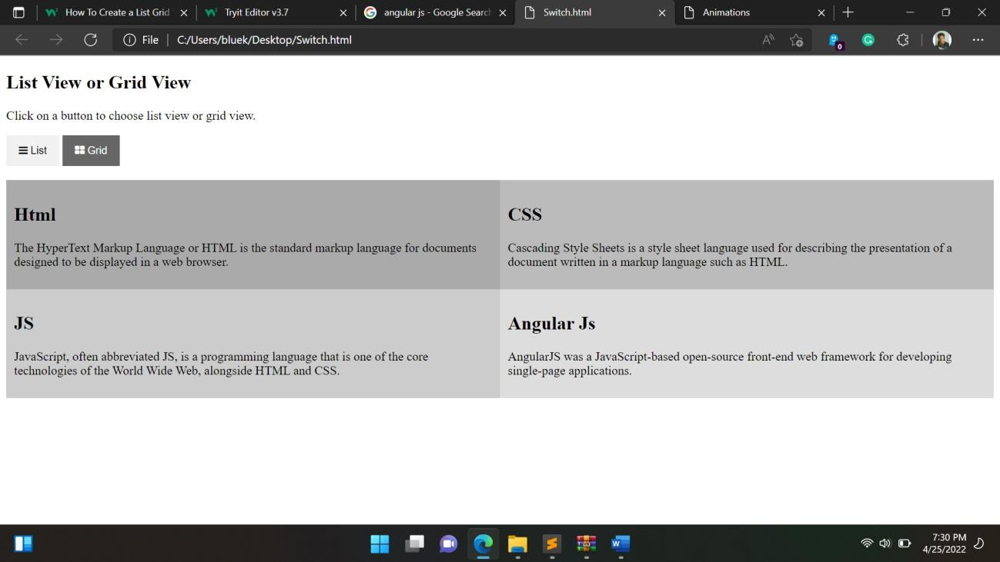 How To Create a List Grid
Tryit Editor v3.7
angular js - Google Search
Switch.html
Animations
File
C:/Users/bluek/Desktop/Switch.html
0
List View or Grid View
Click on a button to choose list view or grid view.
List
Grid
Html
The HyperText Markup Language or HTML is the standard markup language for documents
designed to be displayed in a web browser.
CSS
Cascading Style Sheets is a style sheet language used for describing the presentation of a
document written in a markup language such as HTML.
JS
JavaScript, often abbreviated JS, is a programming language that is one of the core
technologies of the World Wide Web, alongside HTML and CSS.
Angular Js
AngularJS was a JavaScript-based open-source front-end web framework for developing
single-page applications.
7:30 PM
4/25/2022